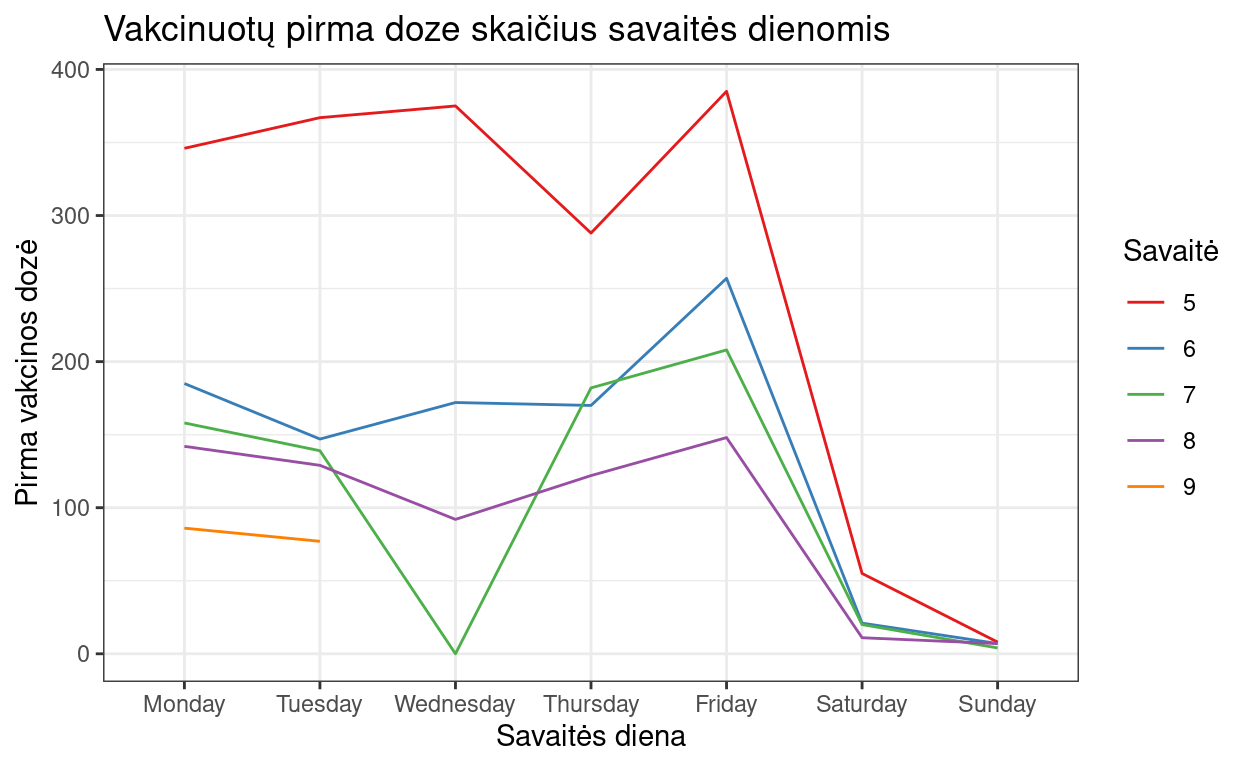 Vakcinuotų pirma doze skaičius savaitės dienomis
Pirma vakcinos dozė
400
300
200
100
0
Monday Tuesday Wednesday Thursday Friday Saturday Sunday
Savaitės diena
Savaitė
5
6
7
8
9